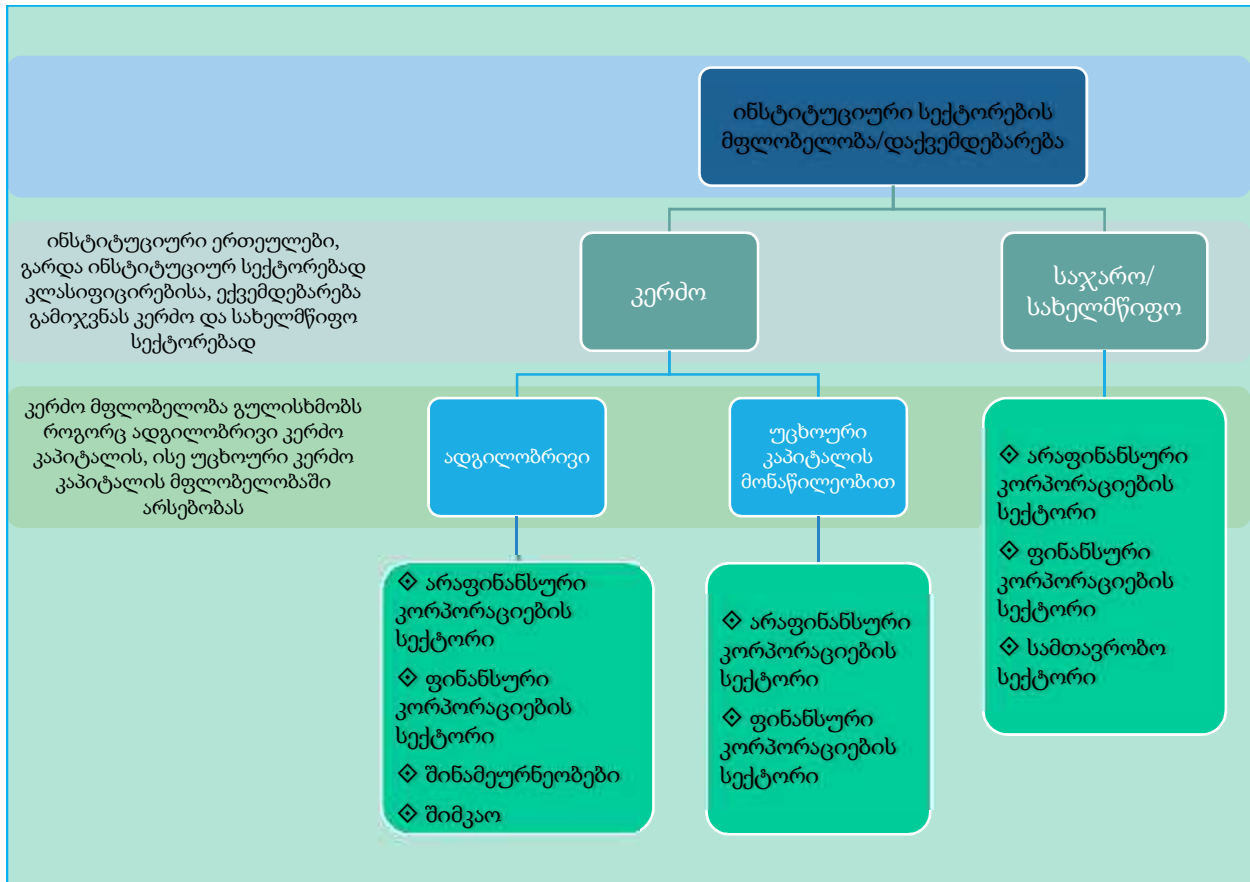 ინსტიტუციური სექტორების
მფლობელობა/დაქვემდებარება
ინსტიტუციური ერთეულები,
გარდა ინსტიტუციურ სექტორებად
კლასიფიცირებისა, ექვემდებარება
გამიჯვნას კერძო და სახელმწიფო
სექტორებად
კერძო
საჯარო/
სახელმწიფო
კერძო მფლობელობა გულისხმობს
როგორც ადგილობრივი კერძო
კაპიტალის, ისე უცხოური კერძო
კაპიტალის მფლობელობაში
არსებობას
ადგილობრივი
უცხოური
კაპიტალის
მონაწილეობით
❖ არაფინანსური
კორპორაციების
სექტორი
❖ ფინანსური
კორპორაციების
სექტორი
❖ შინამეურნეობები
❖ შიმკაო
❖ არაფინანსური
კორპორაციების
სექტორი
❖ ფინანსური
კორპორაციების
სექტორი
❖ არაფინანსური
კორპორაციების
სექტორი
❖ ფინანსური
კორპორაციების
სექტორი
❖ სამთავრობო
სექტორი